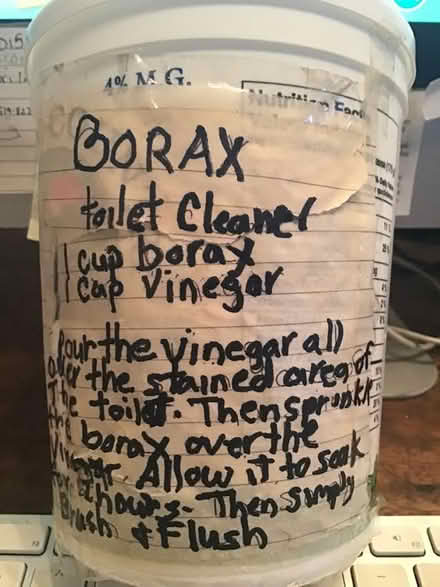 4% M.G.
Nutrition Fac
BORAX
toilet Cleaner
1 cup borax
1 cap Vinegar
Pour the vinegar all
over the stained area of
the toilet. Then sprinkle
the borax over the
vinegar. Allow it to soak
for 2 hours. Then simply
Brush & Flush